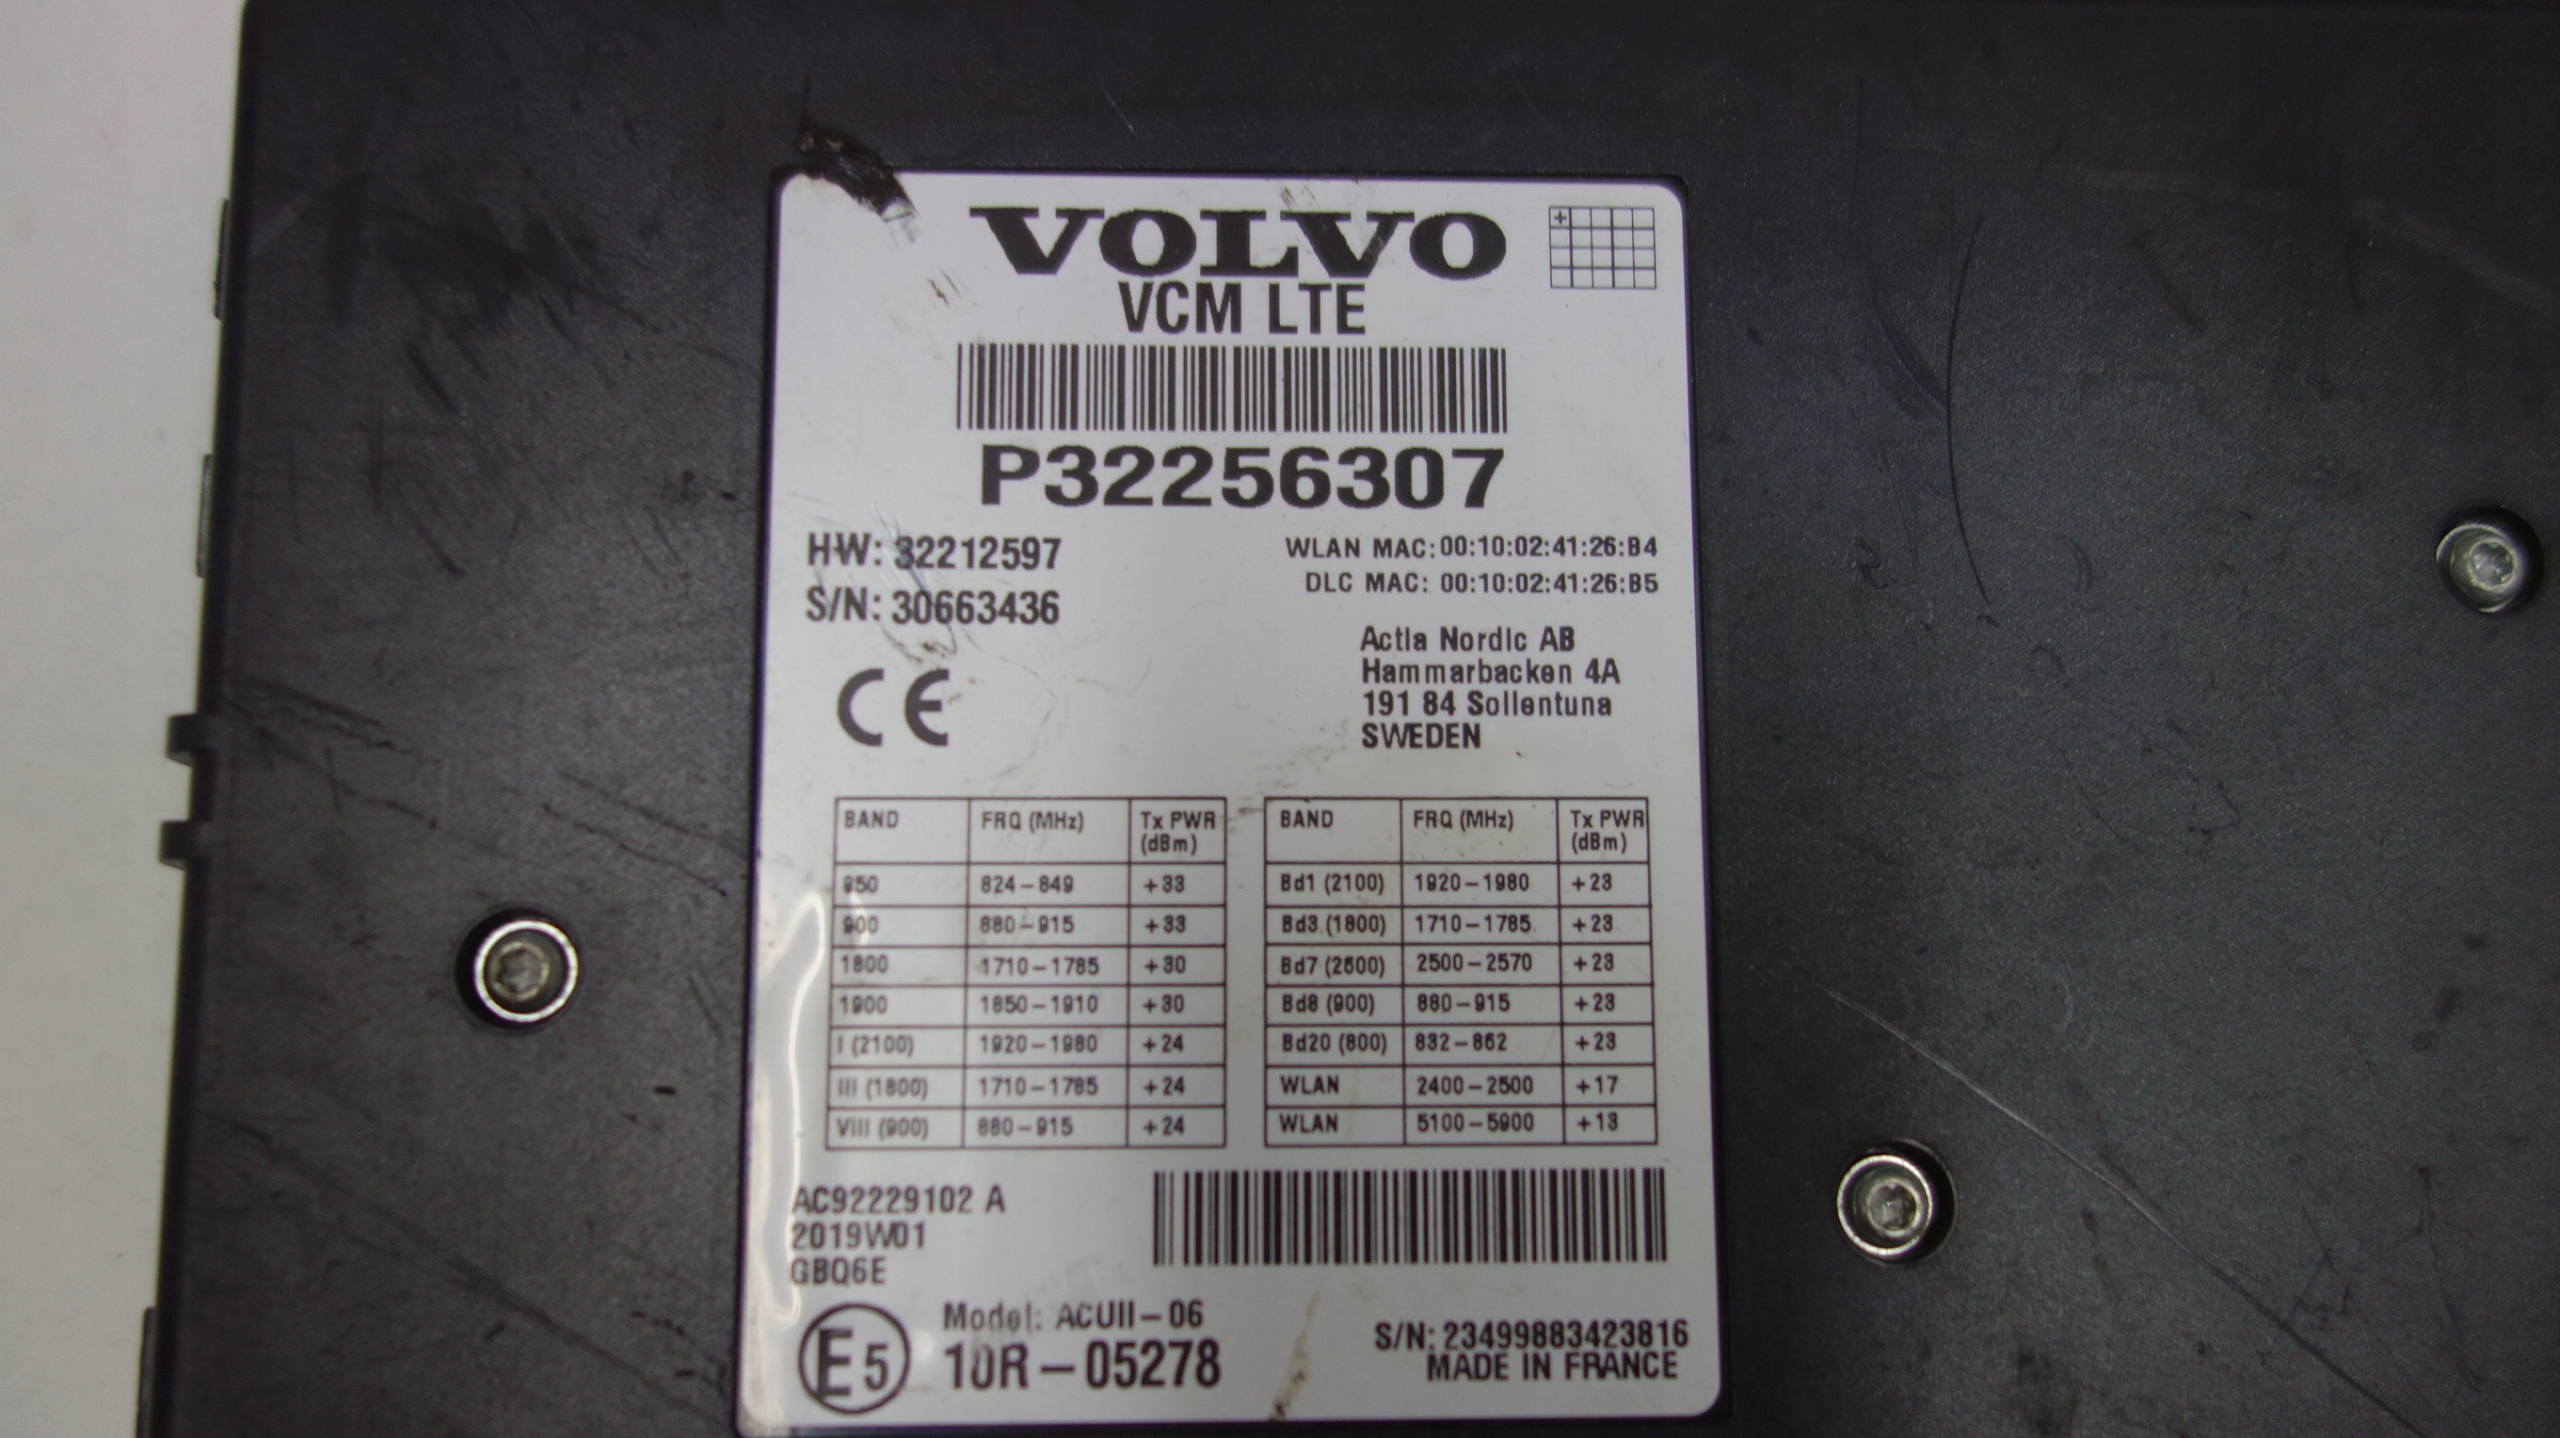 VOLVO
VCM LTE
P32256307
HW: 32212597
S/N: 30663436
WLAN MAC: 00:10:02:41:26:B4
DLC MAC: 00:10:02:41:26:B5
Actia Nordic AB
Hammarbacken 4A
191 84 Sollentuna
SWEDEN
CE
BAND FRQ (MHz) Tx PWR (dBm)
850 824-849 +33
900 880-915 +33
1800 1710-1785 +30
1900 1850-1910 +30
I (2100) 1920-1980 +24
III (1800) 1710-1785 +24
VIII (900) 880-915 +24
BAND FRQ (MHz) Tx PWR (dBm)
Bd1 (2100) 1920-1980 +23
Bd3 (1800) 1710-1785 +23
Bd7 (2600) 2500-2570 +23
Bd8 (900) 880-915 +23
Bd20 (800) 832-862 +23
WLAN 2400-2500 +17
WLAN 5100-5900 +13
AC92229102 A
2019W01
GBQ6E
E5
Model: ACUII-06
10R-05278
S/N: 23499883423816
MADE IN FRANCE